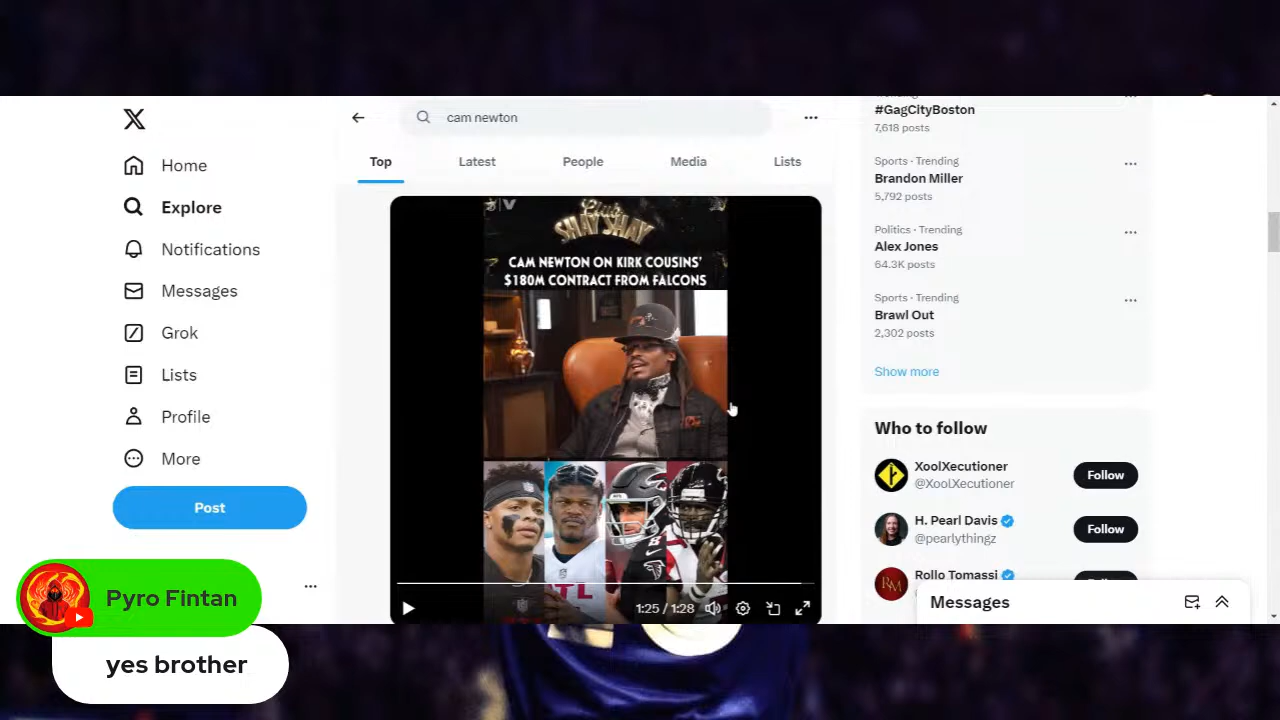 cam newton
Home
Explore
Notifications
Messages
Grok
Lists
Profile
More
Post
Top
Latest
People
Media
Lists
SHAY SHAY
CAM NEWTON ON KIRK COUSINS'
$180M CONTRACT FROM FALCONS
1:25 / 1:28
#GagCityBoston
7,618 posts
Sports · Trending
Brandon Miller
5,792 posts
Politics · Trending
Alex Jones
64.3K posts
Sports · Trending
Brawl Out
2,302 posts
Show more
Who to follow
XoolXecutioner
@XoolXecutioner
Follow
H. Pearl Davis
@pearlythingz
Follow
Rollo Tomassi
Messages
Pyro Fintan
yes brother